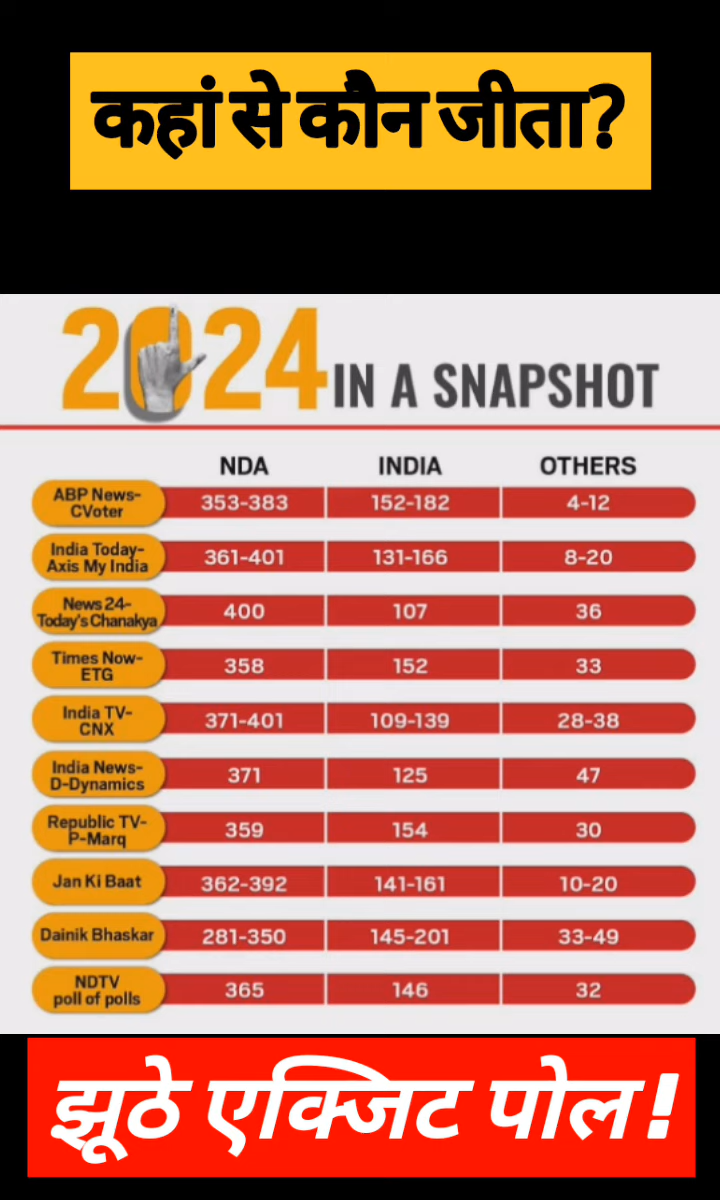 कहां से कौन जीता?
2024 IN A SNAPSHOT
NDA INDIA OTHERS
ABP News-
CVoter 353-383 152-182 4-12
India Today-
Axis My India 361-401 131-166 8-20
News 24-
Today's Chanakya 400 107 36
Times Now-
ETG 358 152 33
India TV-
CNX 371-401 109-139 28-38
India News-
D-Dynamics 371 125 47
Republic TV-
P-Marq 359 154 30
Jan Ki Baat 362-392 141-161 10-20
Dainik Bhaskar 281-350 145-201 33-49
NDTV
poll of polls 365 146 32
झूठे एक्जिट पोल!